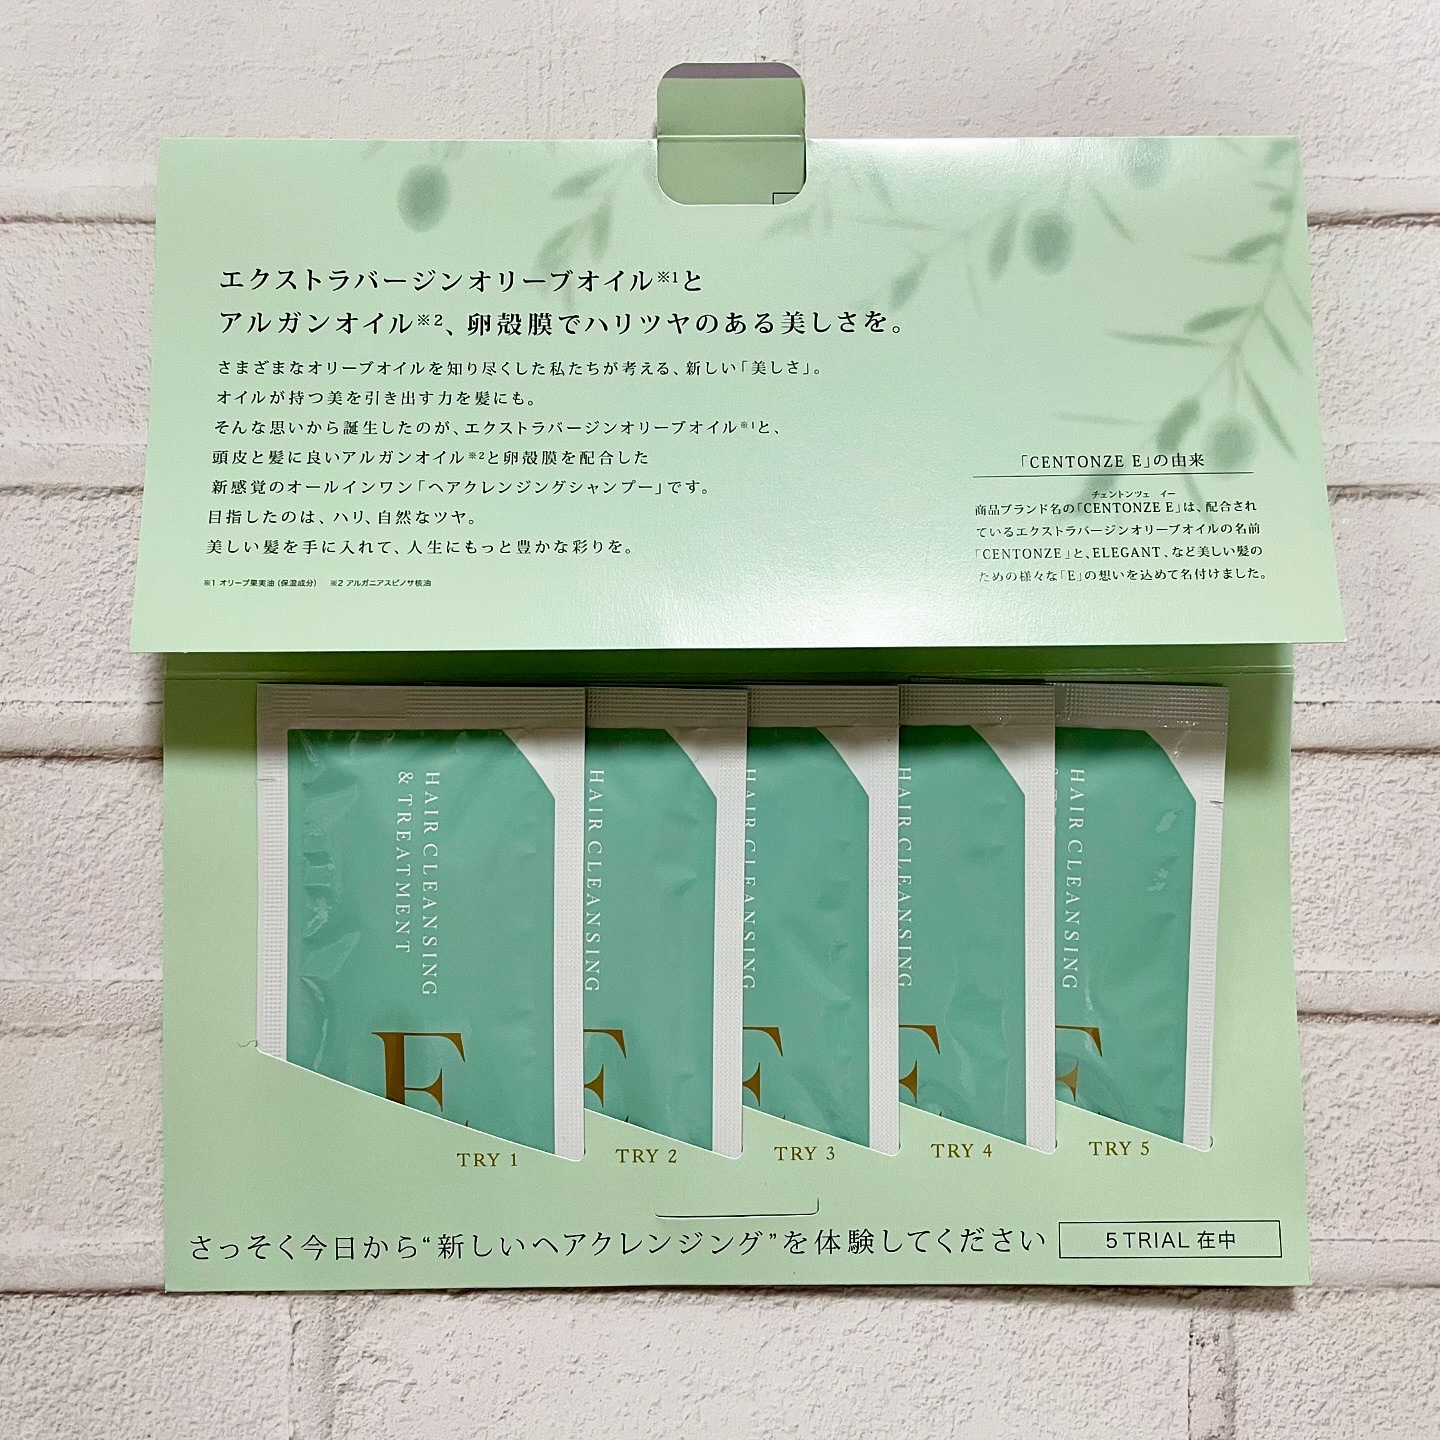 エクストラバージンオリーブオイル※1と
アルガンオイル※2、卵殻膜でハリツヤのある美しさを。
さまざまなオリーブオイルを知り尽くした私たちが考える、新しい「美しさ」。
オイルが持つ美を引き出す力を髪にも。
そんな思いから誕生したのが、エクストラバージンオリーブオイル※1と、
頭皮と髪に良いアルガンオイル※2と卵殻膜を配合した
新感覚のオールインワン「ヘアクレンジングシャンプー」です。
目指したのは、ハリ、自然なツヤ。
美しい髪を手に入れて、人生にもっと豊かな彩りを。
※1 オリーブ果実油(保湿成分) ※2 アルガニアスピノサ核油
「CENTONZE E」の由来
チェントンツェ イー
商品ブランド名の「CENTONZE E」は、配合され
ているエクストラバージンオリーブオイルの名前
「CENTONZE」と、ELEGANT、など美しい髪の
ための様々な「E」の想いを込めて名付けました。
HAIR CLEANSING
& TREATMENT
E
HAIR CLEANSING
E
HAIR CLEANSING
E
HAIR CLEANSING
E
HAIR CLEANSING
E
TRY 1
TRY 2
TRY 3
TRY 4
TRY 5
さっそく今日から“新しいヘアクレンジング”を体験してください
5 TRIAL 在中